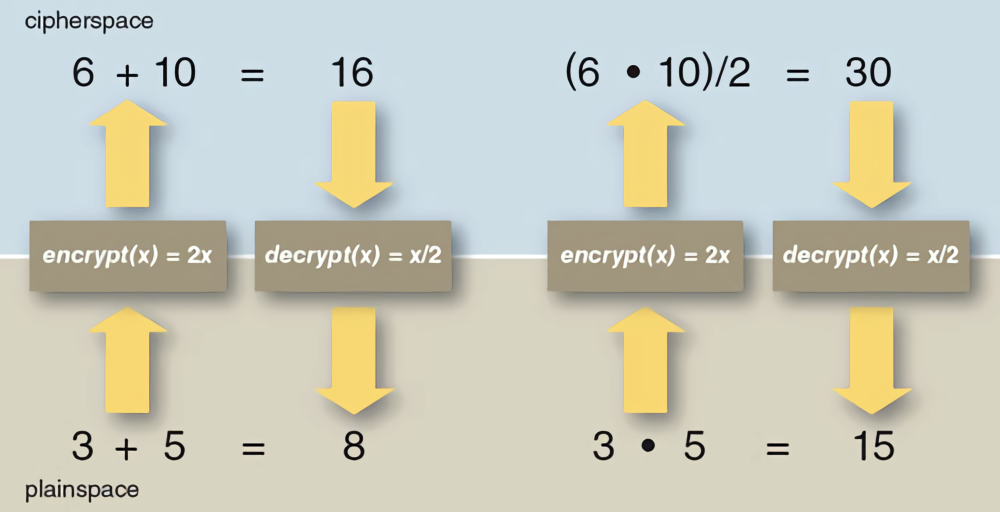 cipherspace
6 + 10 = 16
(6 • 10)/2 = 30
encrypt(x) = 2x
decrypt(x) = x/2
encrypt(x) = 2x
decrypt(x) = x/2
3 + 5 = 8
3 • 5 = 15
plainspace